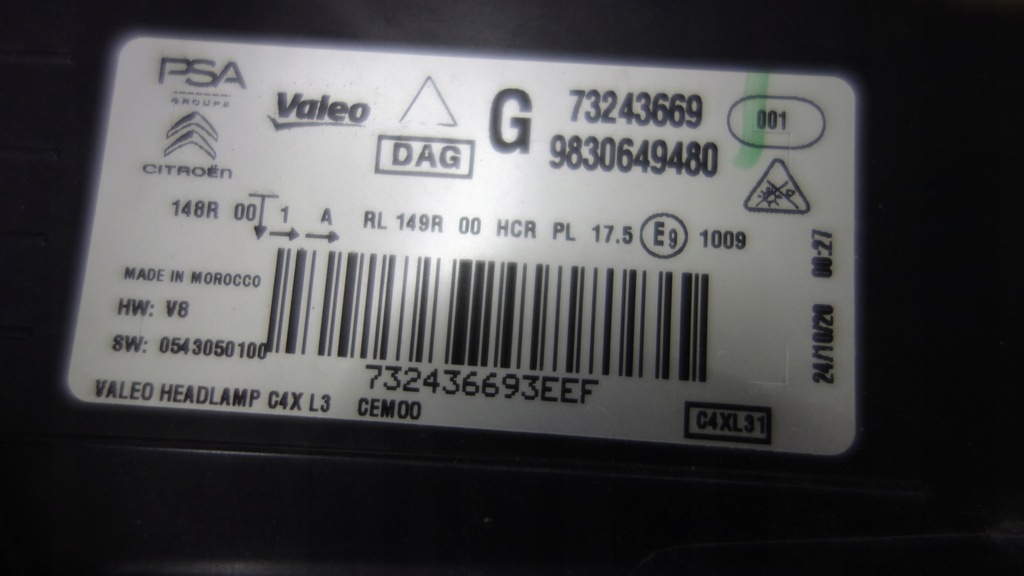 PSA
GROUPE
CITROËN
Valeo
DAG
G
73243669
9830649480
001
148R 00 1 A RL 149R 00 HCR PL 17.5 E9 1009
MADE IN MOROCCO
HW: V8
SW: 0543050100
732436693EEF
VALEO HEADLAMP C4X L3 CEM00
C4XL31
24/10/20 00:27